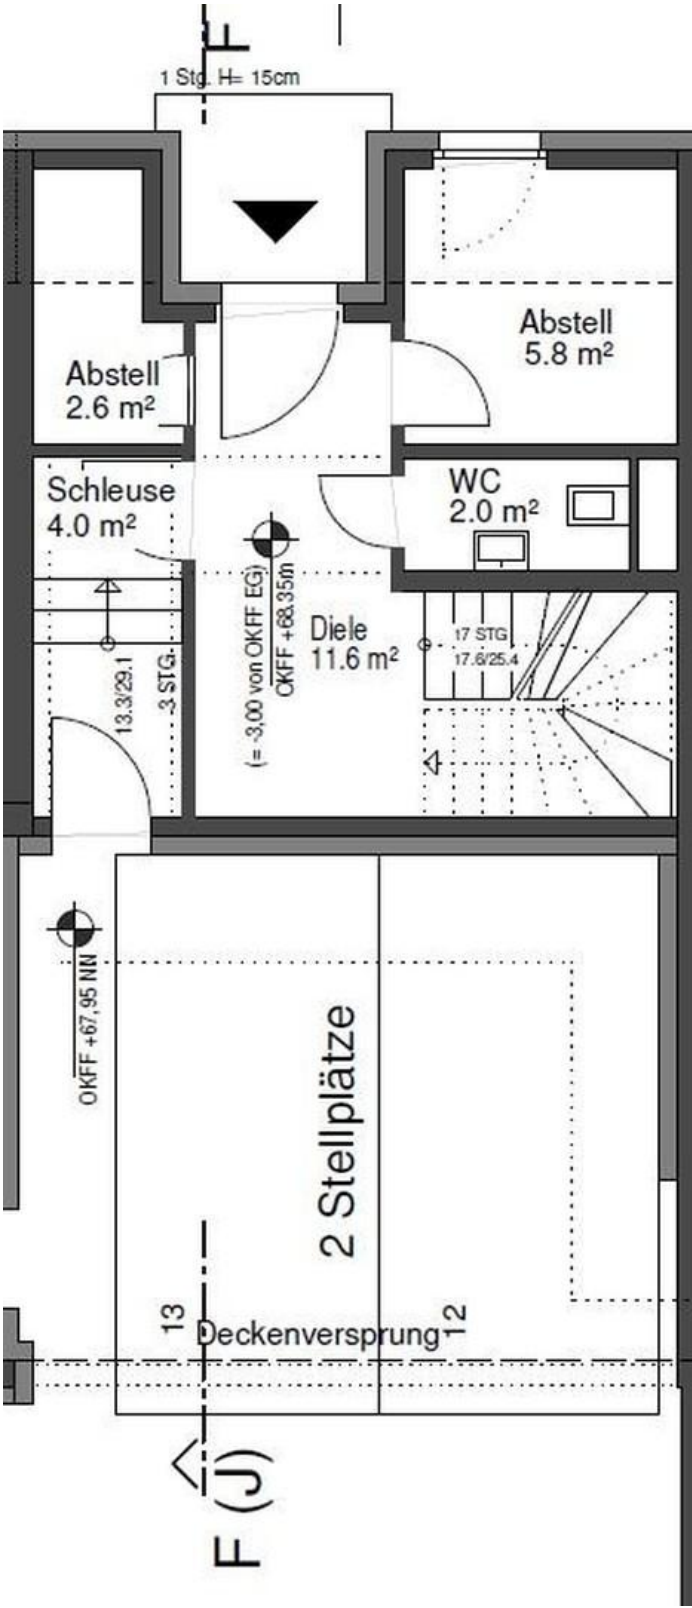 F
1 Stg. H= 15cm
Abstell
5.8 m²
Abstell
2.6 m²
Schleuse
4.0 m²
WC
2.0 m²
(= -3,00 von OKFF EG)
OKFF +68.35m
Diele
11.6 m²
17 STG
17.6/25.4
13.3/29.1
3 STG
OKFF +67,95 NN
2 Stellplätze
13
12
Deckenversprung
F (J)